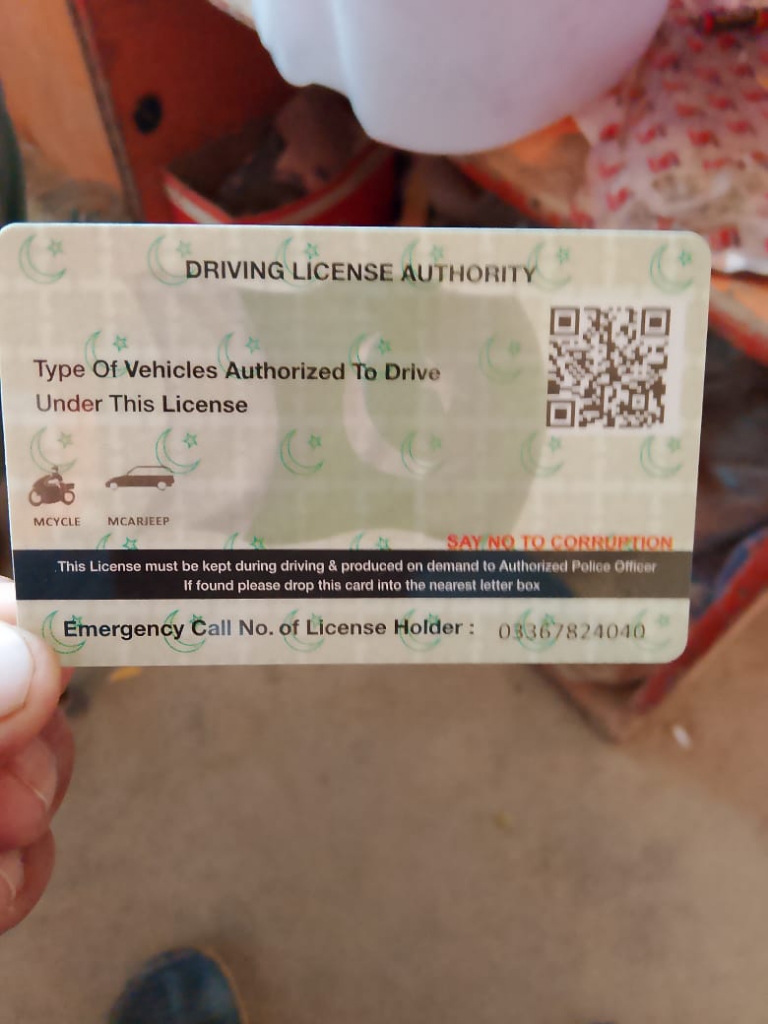 DRIVING LICENSE AUTHORITY
Type Of Vehicles Authorized To Drive
Under This License
MCYCLE MCARJEEP
SAY NO TO CORRUPTION
This License must be kept during driving & produced on demand to Authorized Police Officer
If found please drop this card into the nearest letter box
Emergency Call No. of License Holder : 03367824040